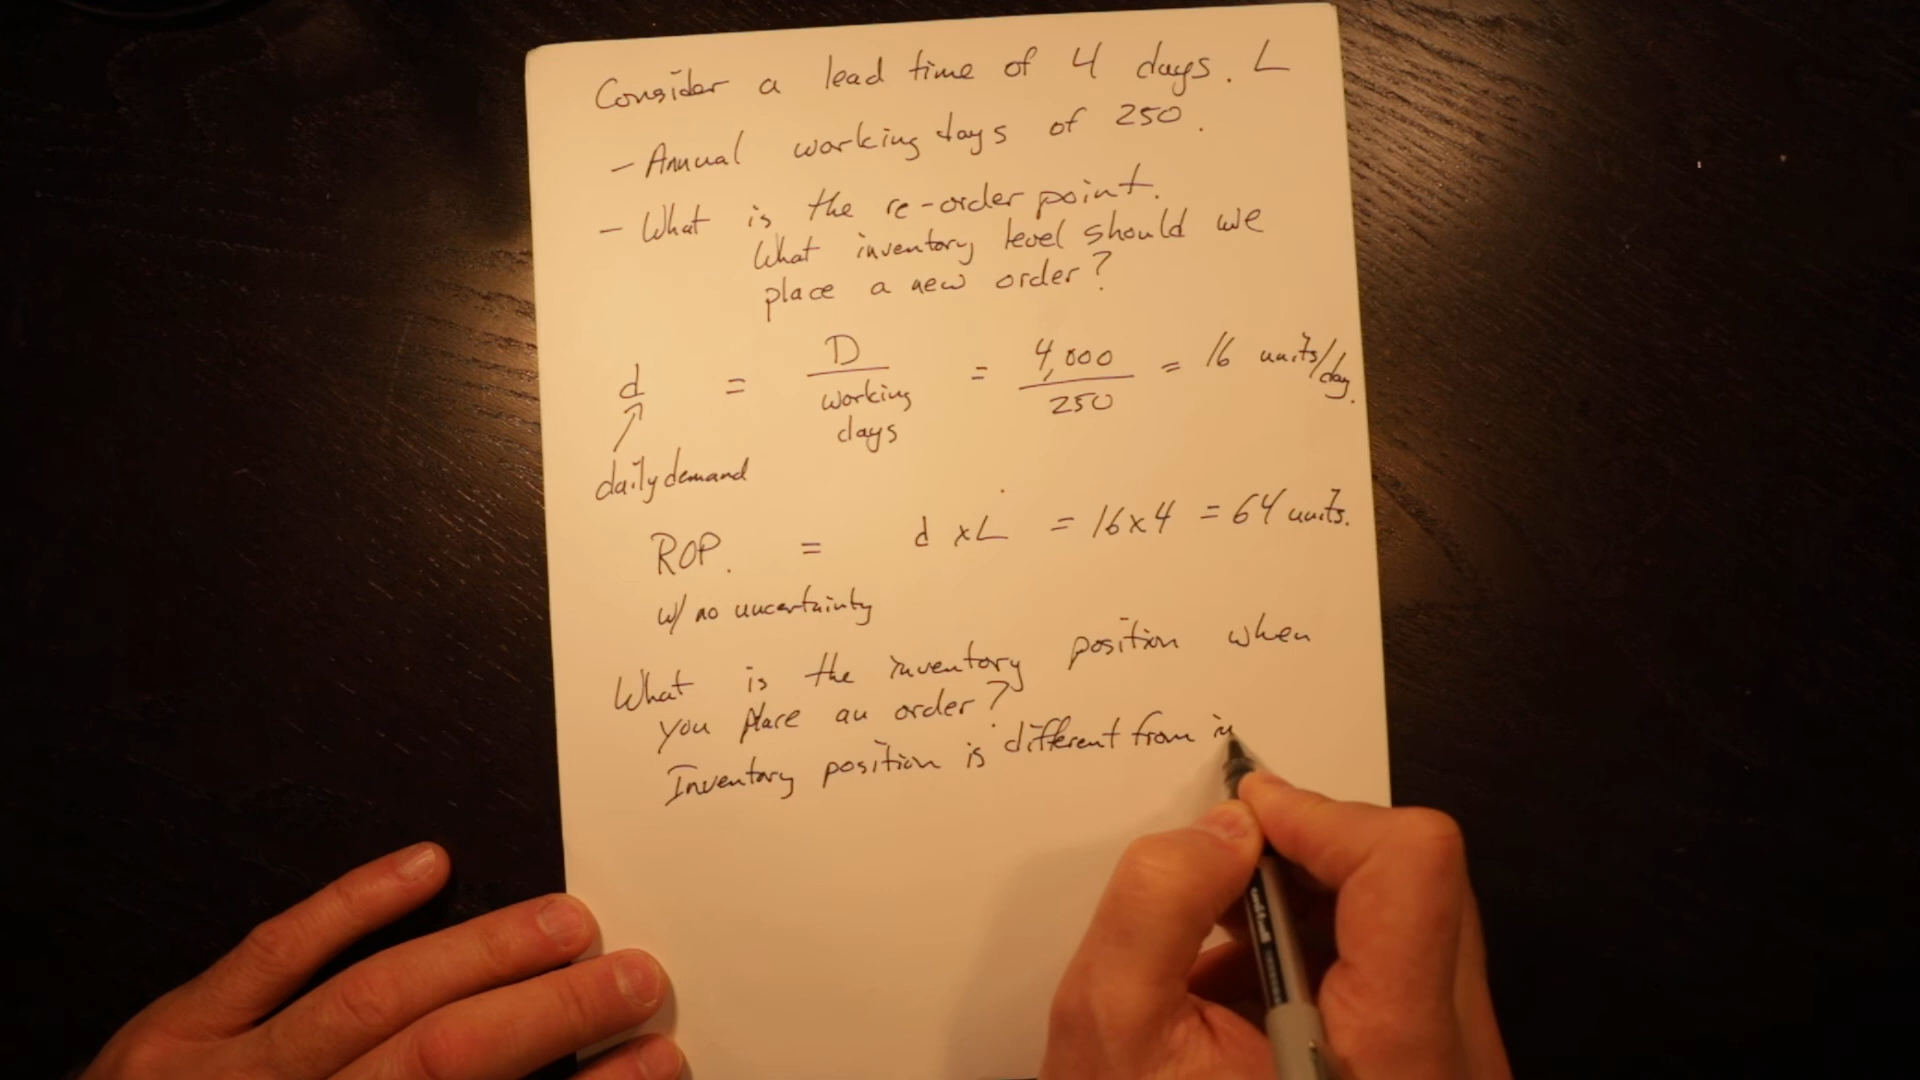 Consider a lead time of 4 days. L
- Annual working days of 250.
- What is the re-order point.
What inventory level should we
place a new order?
d = D / working days = 4,000 / 250 = 16 units/day.
daily demand
ROP. = d x L = 16 x 4 = 64 units.
w/ no uncertainty
What is the inventory position when
you place an order?
Inventory position is different from in